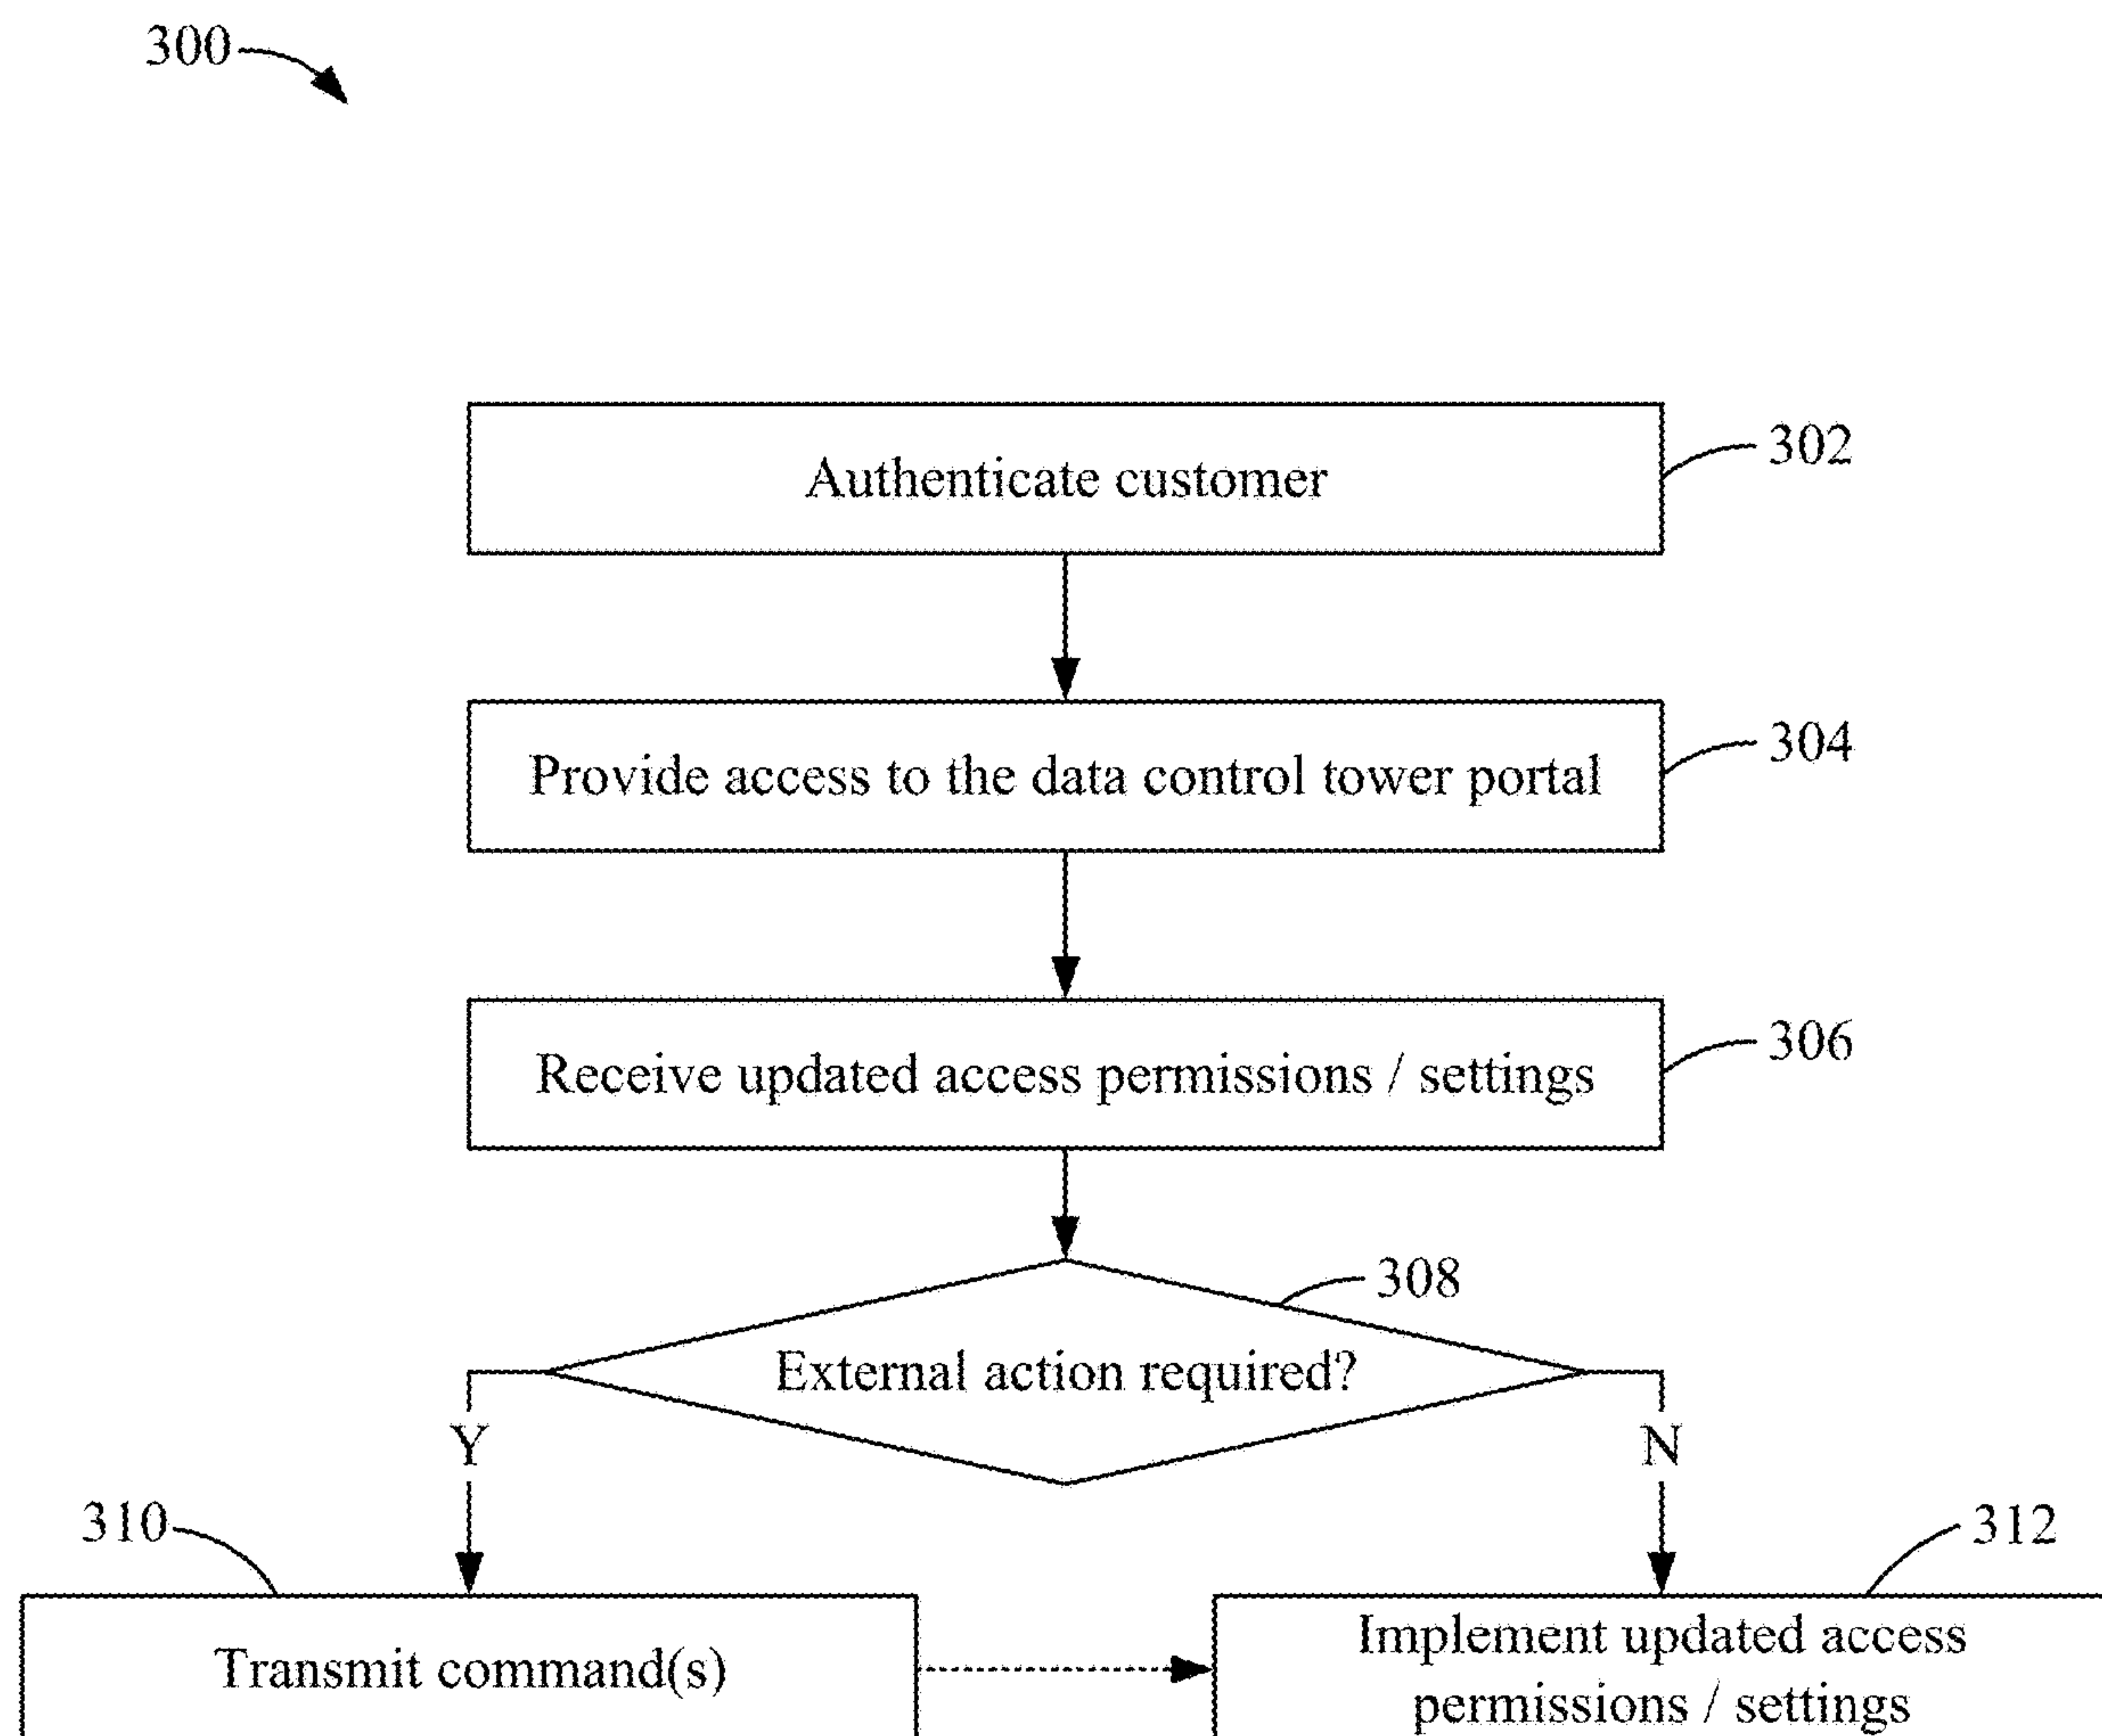 300
Authenticate customer
302
Provide access to the data control tower portal
304
Receive updated access permissions / settings
306
308
External action required?
Y
N
310
312
Transmit command(s)
Implement updated access
permissions / settings